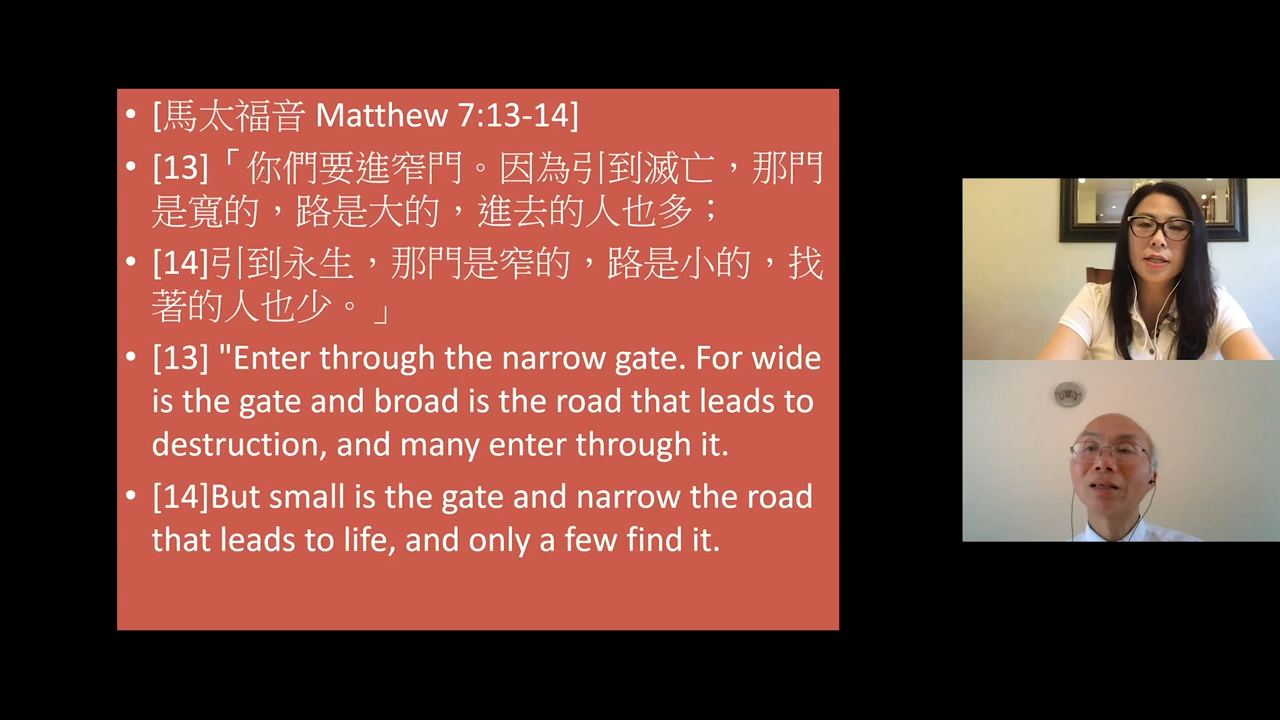 • [馬太福音 Matthew 7:13-14]
• [13]「你們要進窄門。因為引到滅亡，那門
是寬的，路是大的，進去的人也多；
• [14]引到永生，那門是窄的，路是小的，找
著的人也少。」
• [13] "Enter through the narrow gate. For wide
is the gate and broad is the road that leads to
destruction, and many enter through it.
• [14]But small is the gate and narrow the road
that leads to life, and only a few find it.